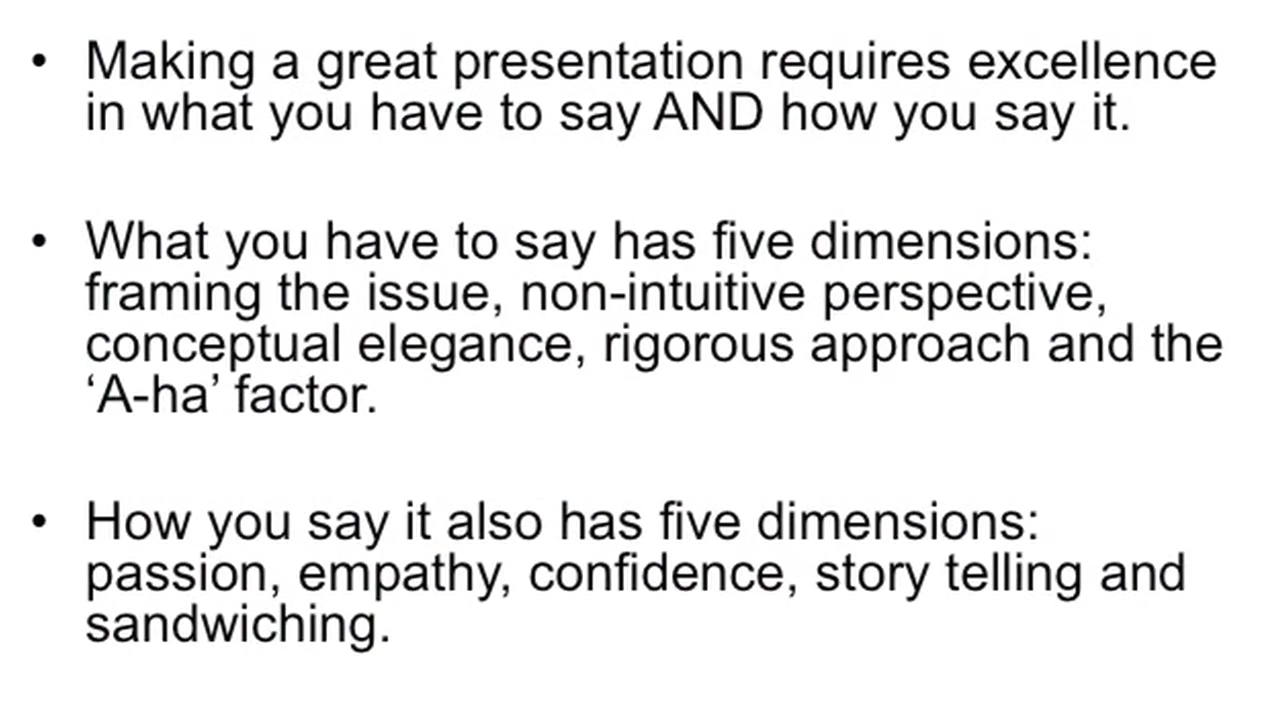 • Making a great presentation requires excellence
in what you have to say AND how you say it.
• What you have to say has five dimensions:
framing the issue, non-intuitive perspective,
conceptual elegance, rigorous approach and the
‘A-ha’ factor.
• How you say it also has five dimensions:
passion, empathy, confidence, story telling and
sandwiching.